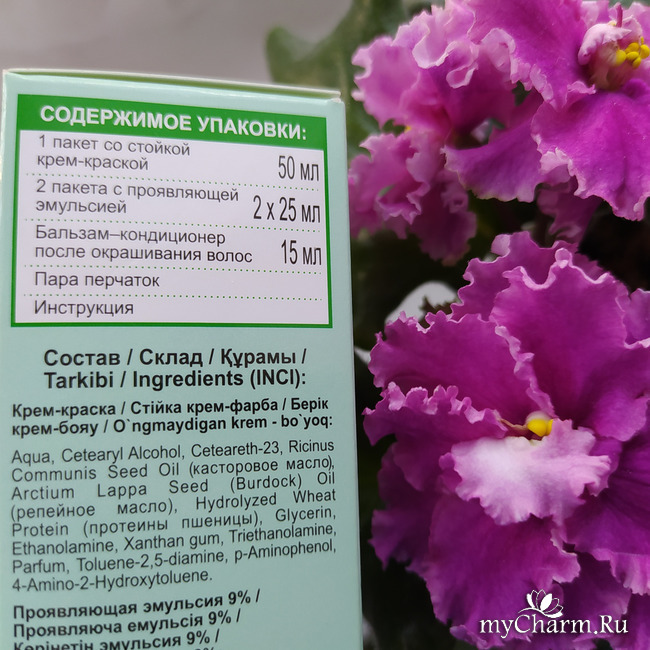 СОДЕРЖИМОЕ УПАКОВКИ:
1 пакет со стойкой
крем-краской 50 мл
2 пакета с проявляющей
эмульсией 2 x 25 мл
Бальзам–кондиционер
после окрашивания волос 15 мл
Пара перчаток
Инструкция
Состав / Склад / Құрамы /
Tarkibi / Ingredients (INCI):
Крем-краска / Стійка крем-фарба / Берік
крем-бояу / O`ngmaydigan krem - bo`yoq:
Aqua, Cetearyl Alcohol, Ceteareth-23, Ricinus
Communis Seed Oil (касторовое масло),
Arctium Lappa Seed (Burdock) Oil
(репейное масло), Hydrolyzed Wheat
Protein (протеины пшеницы), Glycerin,
Ethanolamine, Xanthan gum, Triethanolamine,
Parfum, Toluene-2,5-diamine, p-Aminophenol,
4-Amino-2-Hydroxytoluene.
Проявляющая эмульсия 9% /
Проявляюча емульсія 9% /
Керінетін эмульсия 9% /
myCharm.Ru